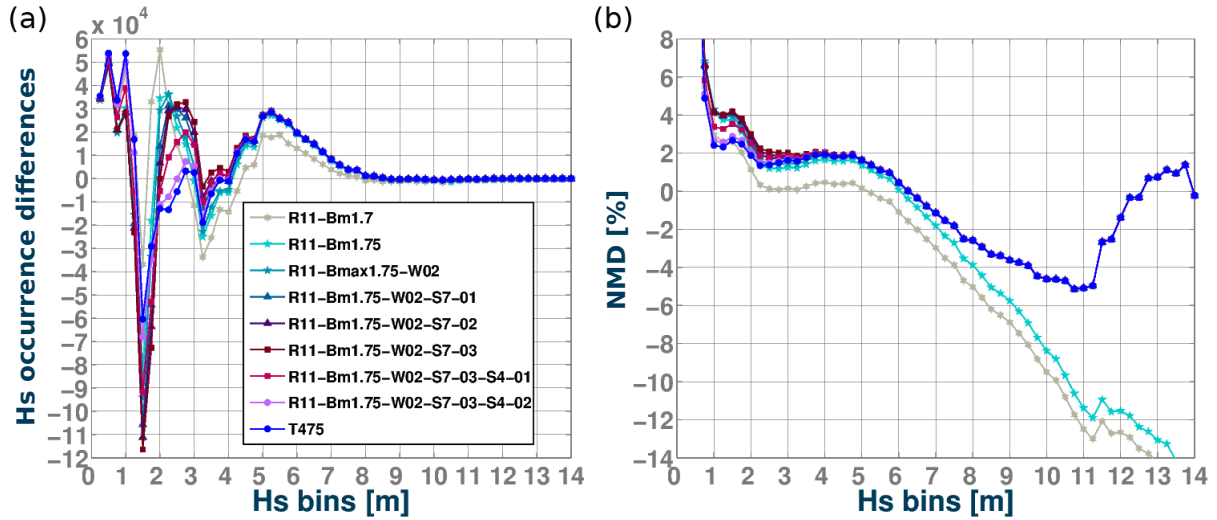 (a)
x 10⁴
6
5
4
3
2
1
0
−1
−2
−3
−4
−5
−6
−7
−8
−9
−10
−11
−12
Hs occurrence differences
0 1 2 3 4 5 6 7 8 9 10 11 12 13 14
Hs bins [m]
R11−Bm1.7
R11−Bm1.75
R11−Bmax1.75−W02
R11−Bm1.75−W02−S7−01
R11−Bm1.75−W02−S7−02
R11−Bm1.75−W02−S7−03
R11−Bm1.75−W02−S7−03−S4−01
R11−Bm1.75−W02−S7−03−S4−02
T475
(b)
8
6
4
2
0
−2
−4
−6
−8
−10
−12
−14
NMD [%]
0 1 2 3 4 5 6 7 8 9 10 11 12 13 14
Hs bins [m]